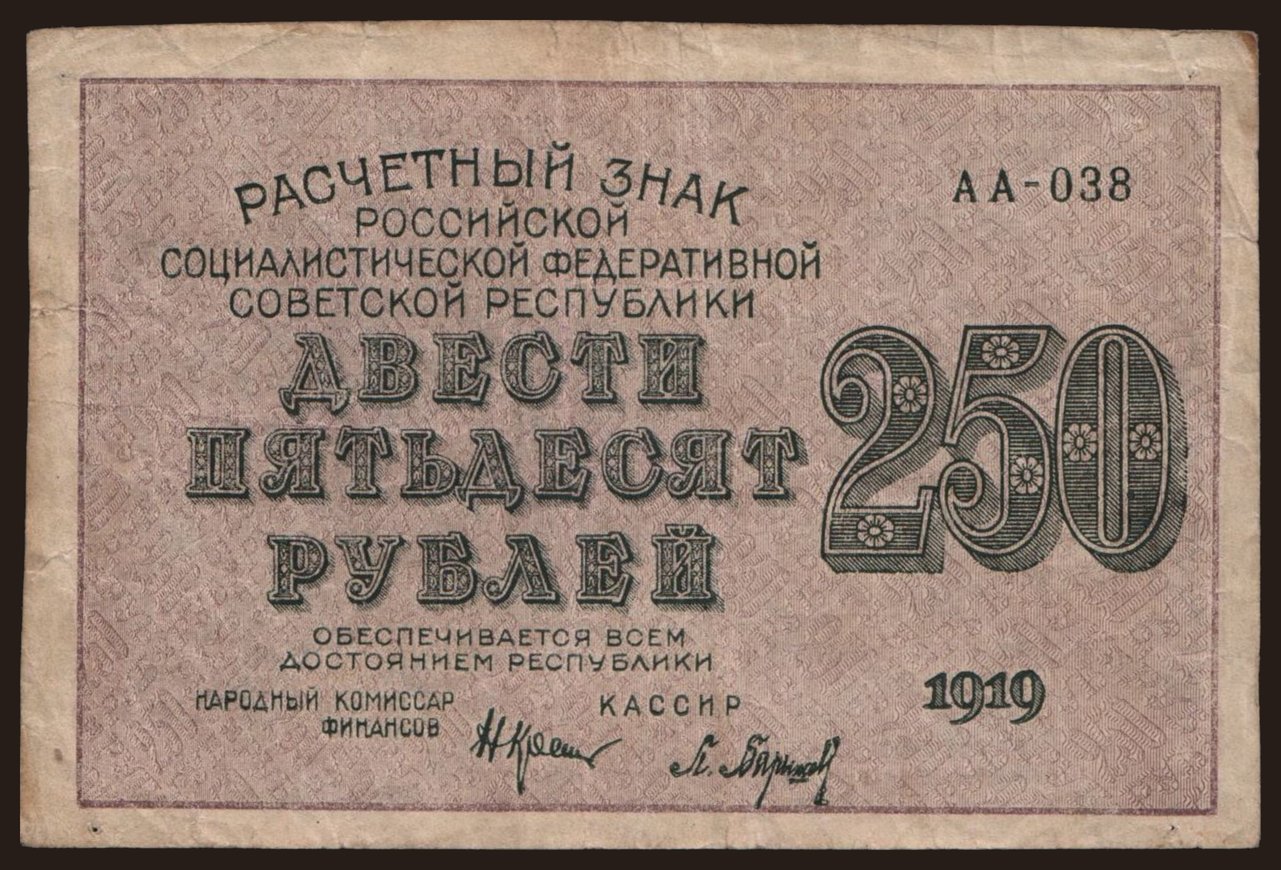 РАСЧЕТНЫЙ ЗНАК
РОССИЙСКОЙ
СОЦИАЛИСТИЧЕСКОЙ ФЕДЕРАТИВНОЙ
СОВЕТСКОЙ РЕСПУБЛИКИ
АА-038
ДВЕСТИ
ПЯТЬДЕСЯТ
РУБЛЕЙ
250
ОБЕСПЕЧИВАЕТСЯ ВСЕМ
ДОСТОЯНИЕМ РЕСПУБЛИКИ
НАРОДНЫЙ КОМИССАР
ФИНАНСОВ
КАССИР
1919